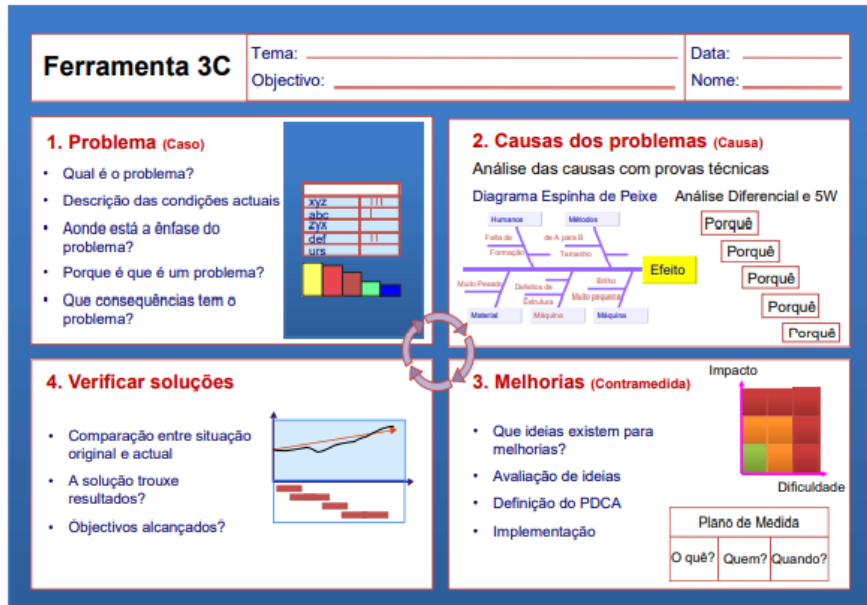 Ferramenta 3C
Tema:
Objectivo:
Data:
Nome:
1. Problema (Caso)
• Qual é o problema?
• Descrição das condições actuais
• Aonde está a ênfase do
problema?
• Porque é que é um problema?
• Que consequências tem o
problema?
xyz
abc
zyx
def
urs
2. Causas dos problemas (Causa)
Análise das causas com provas técnicas
Diagrama Espinha de Peixe
Humanos
Métodos
Falta de
Formação
de A para B
Tamanho
Efeito
Muito Pesado
Defeitos de
Estrutura
Brilho
Muito pequena
Material
Máquina
Máquina
Análise Diferencial e 5W
Porquê
Porquê
Porquê
Porquê
Porquê
4. Verificar soluções
• Comparação entre situação
original e actual
• A solução trouxe
resultados?
• Objectivos alcançados?
3. Melhorias (Contramedida)
• Que ideias existem para
melhorias?
• Avaliação de ideias
• Definição do PDCA
• Implementação
Impacto
Dificuldade
Plano de Medida
O quê? Quem? Quando?